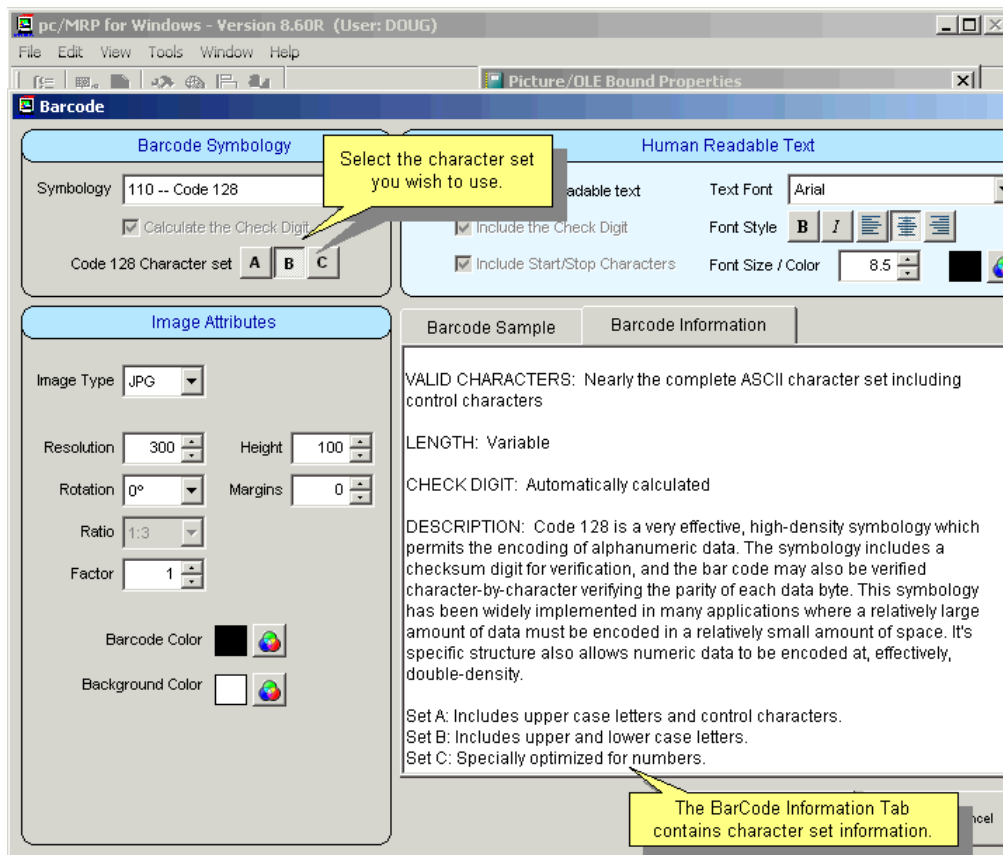 pc/MRP for Windows - Version 8.60R (User: DOUG)
File Edit View Tools Window Help
Picture/OLE Bound Properties
Barcode
Barcode Symbology
Symbology 110 -- Code 128
Calculate the Check Digit
Code 128 Character set A B C
Select the character set
you wish to use.
Human Readable Text
adable text
Text Font Arial
Include the Check Digit
Font Style B I
Include Start/Stop Characters
Font Size / Color 8.5
Image Attributes
Image Type JPG
Resolution 300 Height 100
Rotation 0° Margins 0
Ratio 1:3
Factor 1
Barcode Color
Background Color
Barcode Sample Barcode Information
VALID CHARACTERS: Nearly the complete ASCII character set including
control characters
LENGTH: Variable
CHECK DIGIT: Automatically calculated
DESCRIPTION: Code 128 is a very effective, high-density symbology which
permits the encoding of alphanumeric data. The symbology includes a
checksum digit for verification, and the bar code may also be verified
character-by-character verifying the parity of each data byte. This symbology
has been widely implemented in many applications where a relatively large
amount of data must be encoded in a relatively small amount of space. It's
specific structure also allows numeric data to be encoded at, effectively,
double-density.
Set A: Includes upper case letters and control characters.
Set B: Includes upper and lower case letters.
Set C: Specially optimized for numbers.
The BarCode Information Tab
contains character set information.
ncel